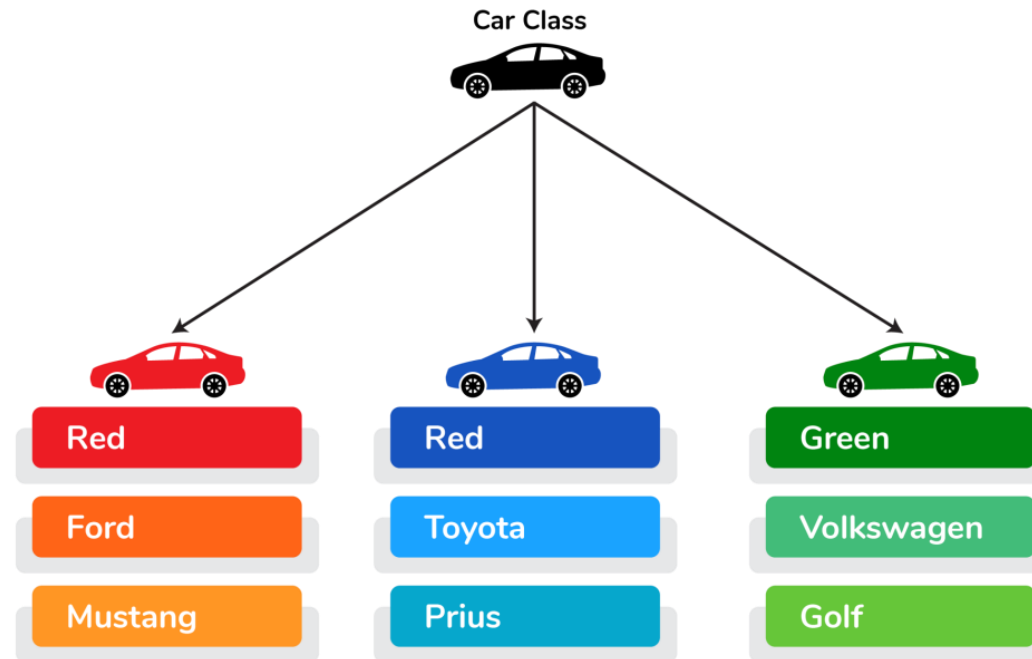 Car Class
Red
Ford
Mustang
Red
Toyota
Prius
Green
Volkswagen
Golf